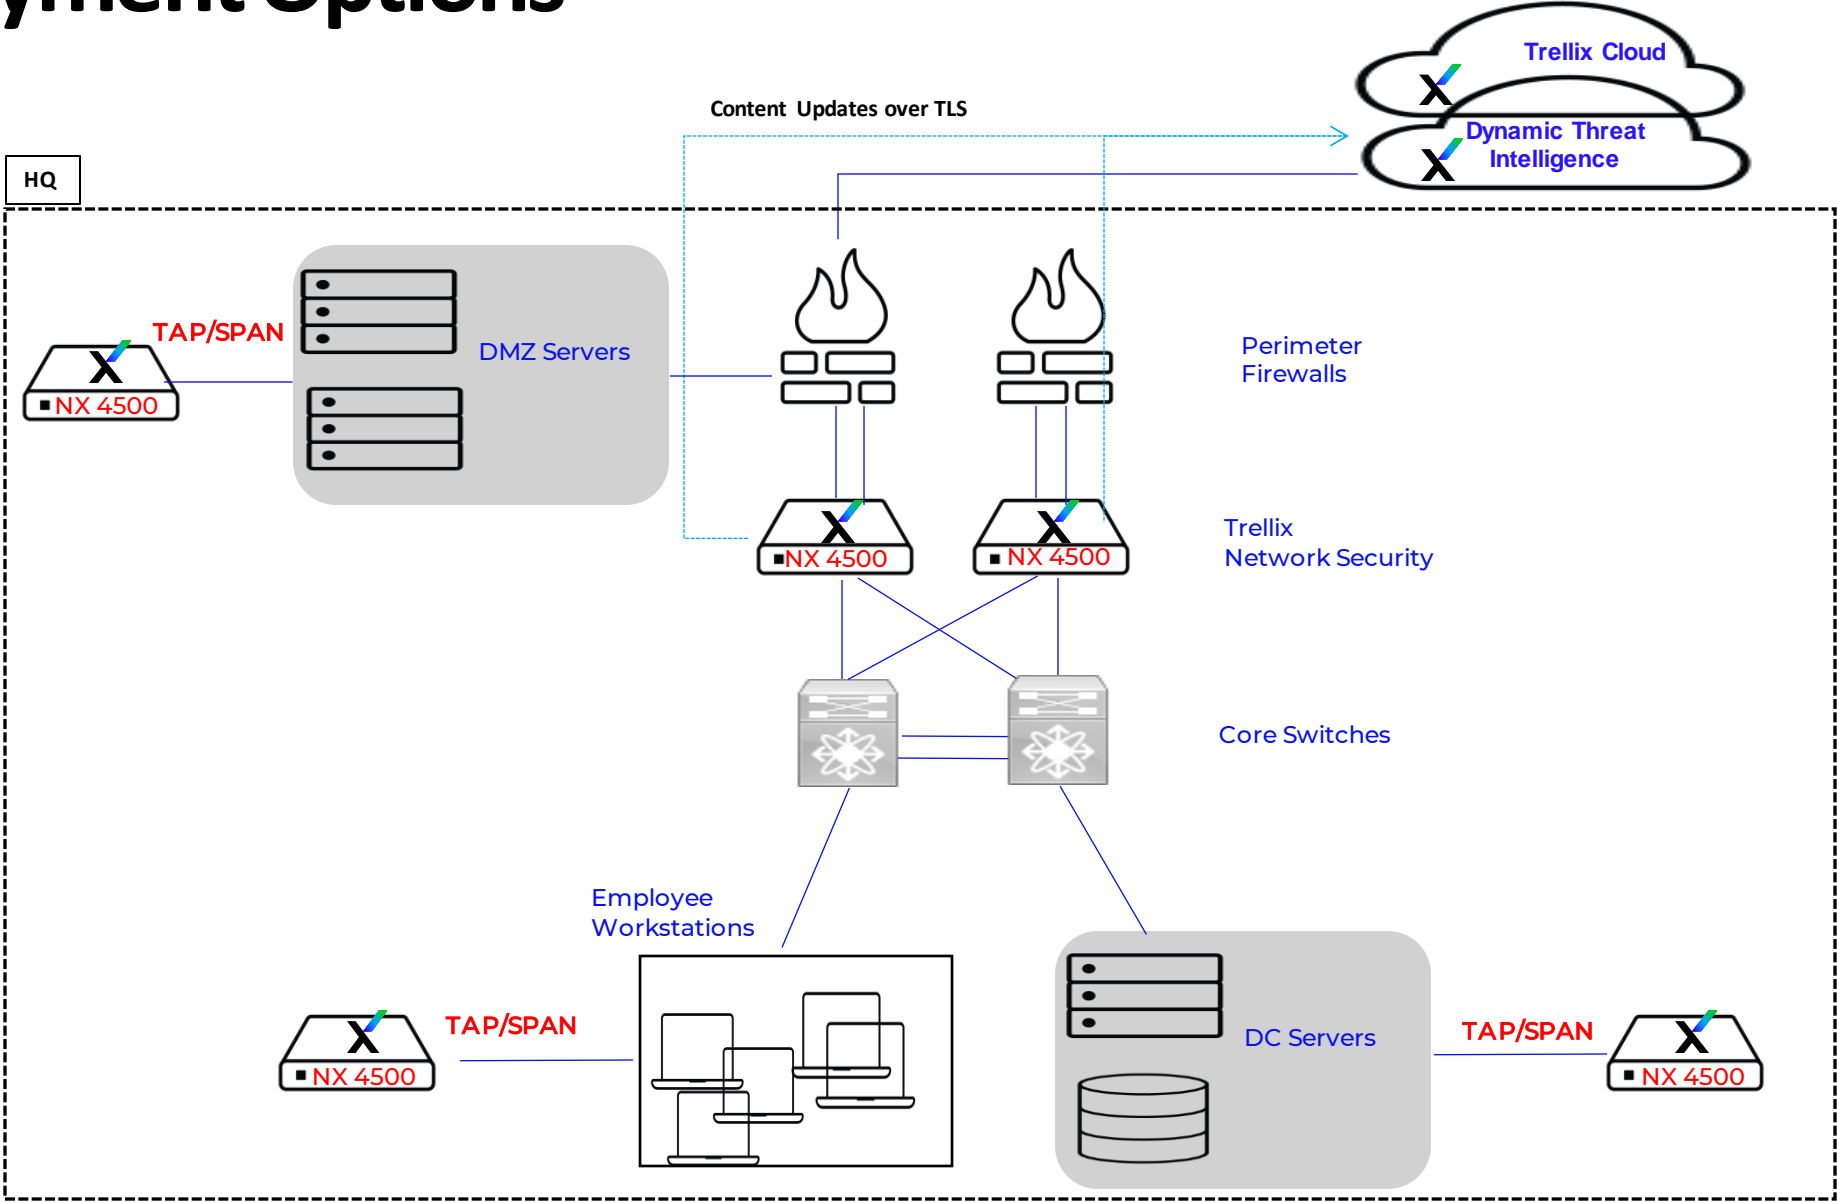 yment Options
Trellix Cloud
Content Updates over TLS
Dynamic Threat
Intelligence
HQ
TAP/SPAN
DMZ Servers
Perimeter
Firewalls
NX 4500
Trellix
Network Security
NX 4500
NX 4500
Core Switches
Employee
Workstations
TAP/SPAN
NX 4500
DC Servers
TAP/SPAN
NX 4500